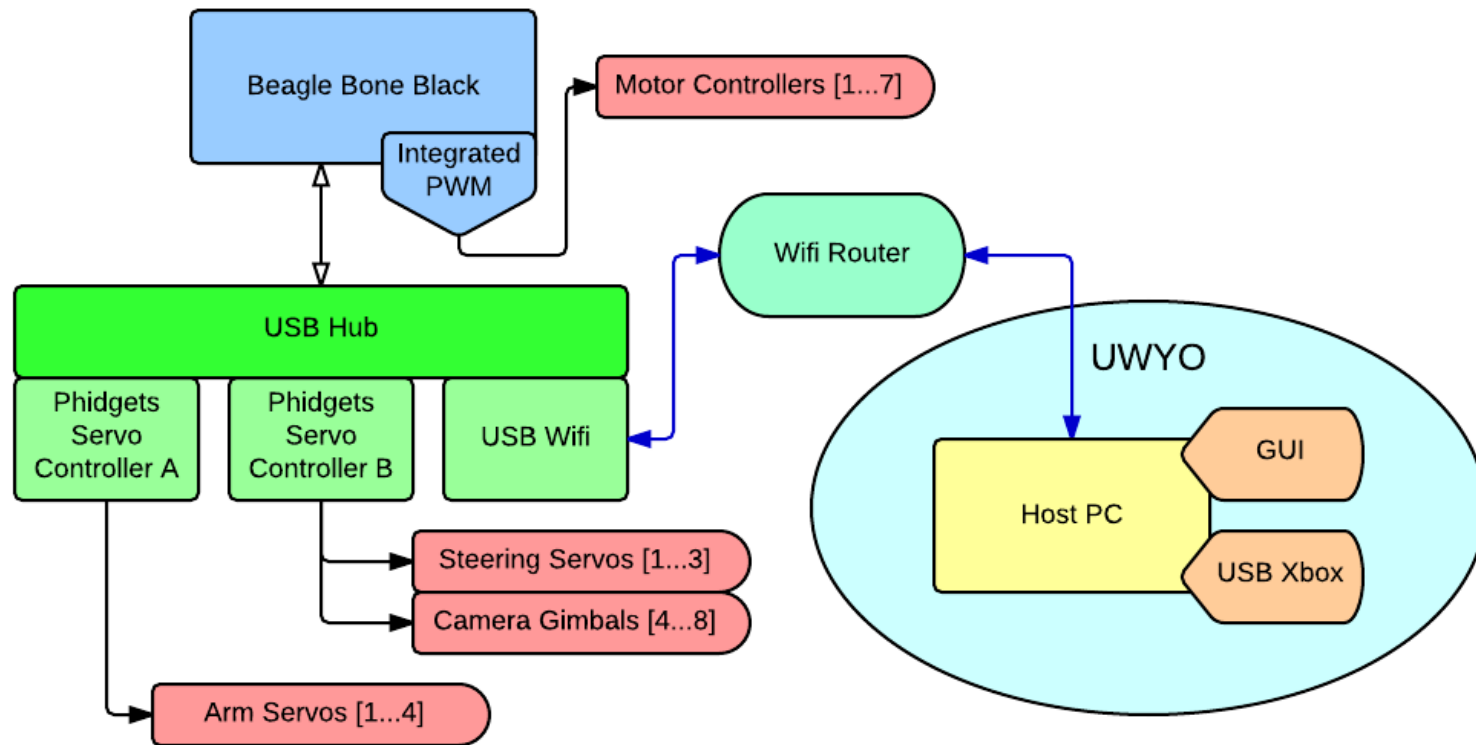 Beagle Bone Black
Integrated
PWM
Motor Controllers [1...7]
Wifi Router
USB Hub
Phidgets
Servo
Controller A
Phidgets
Servo
Controller B
USB Wifi
UWYO
GUI
Host PC
USB Xbox
Steering Servos [1...3]
Camera Gimbals [4...8]
Arm Servos [1...4]